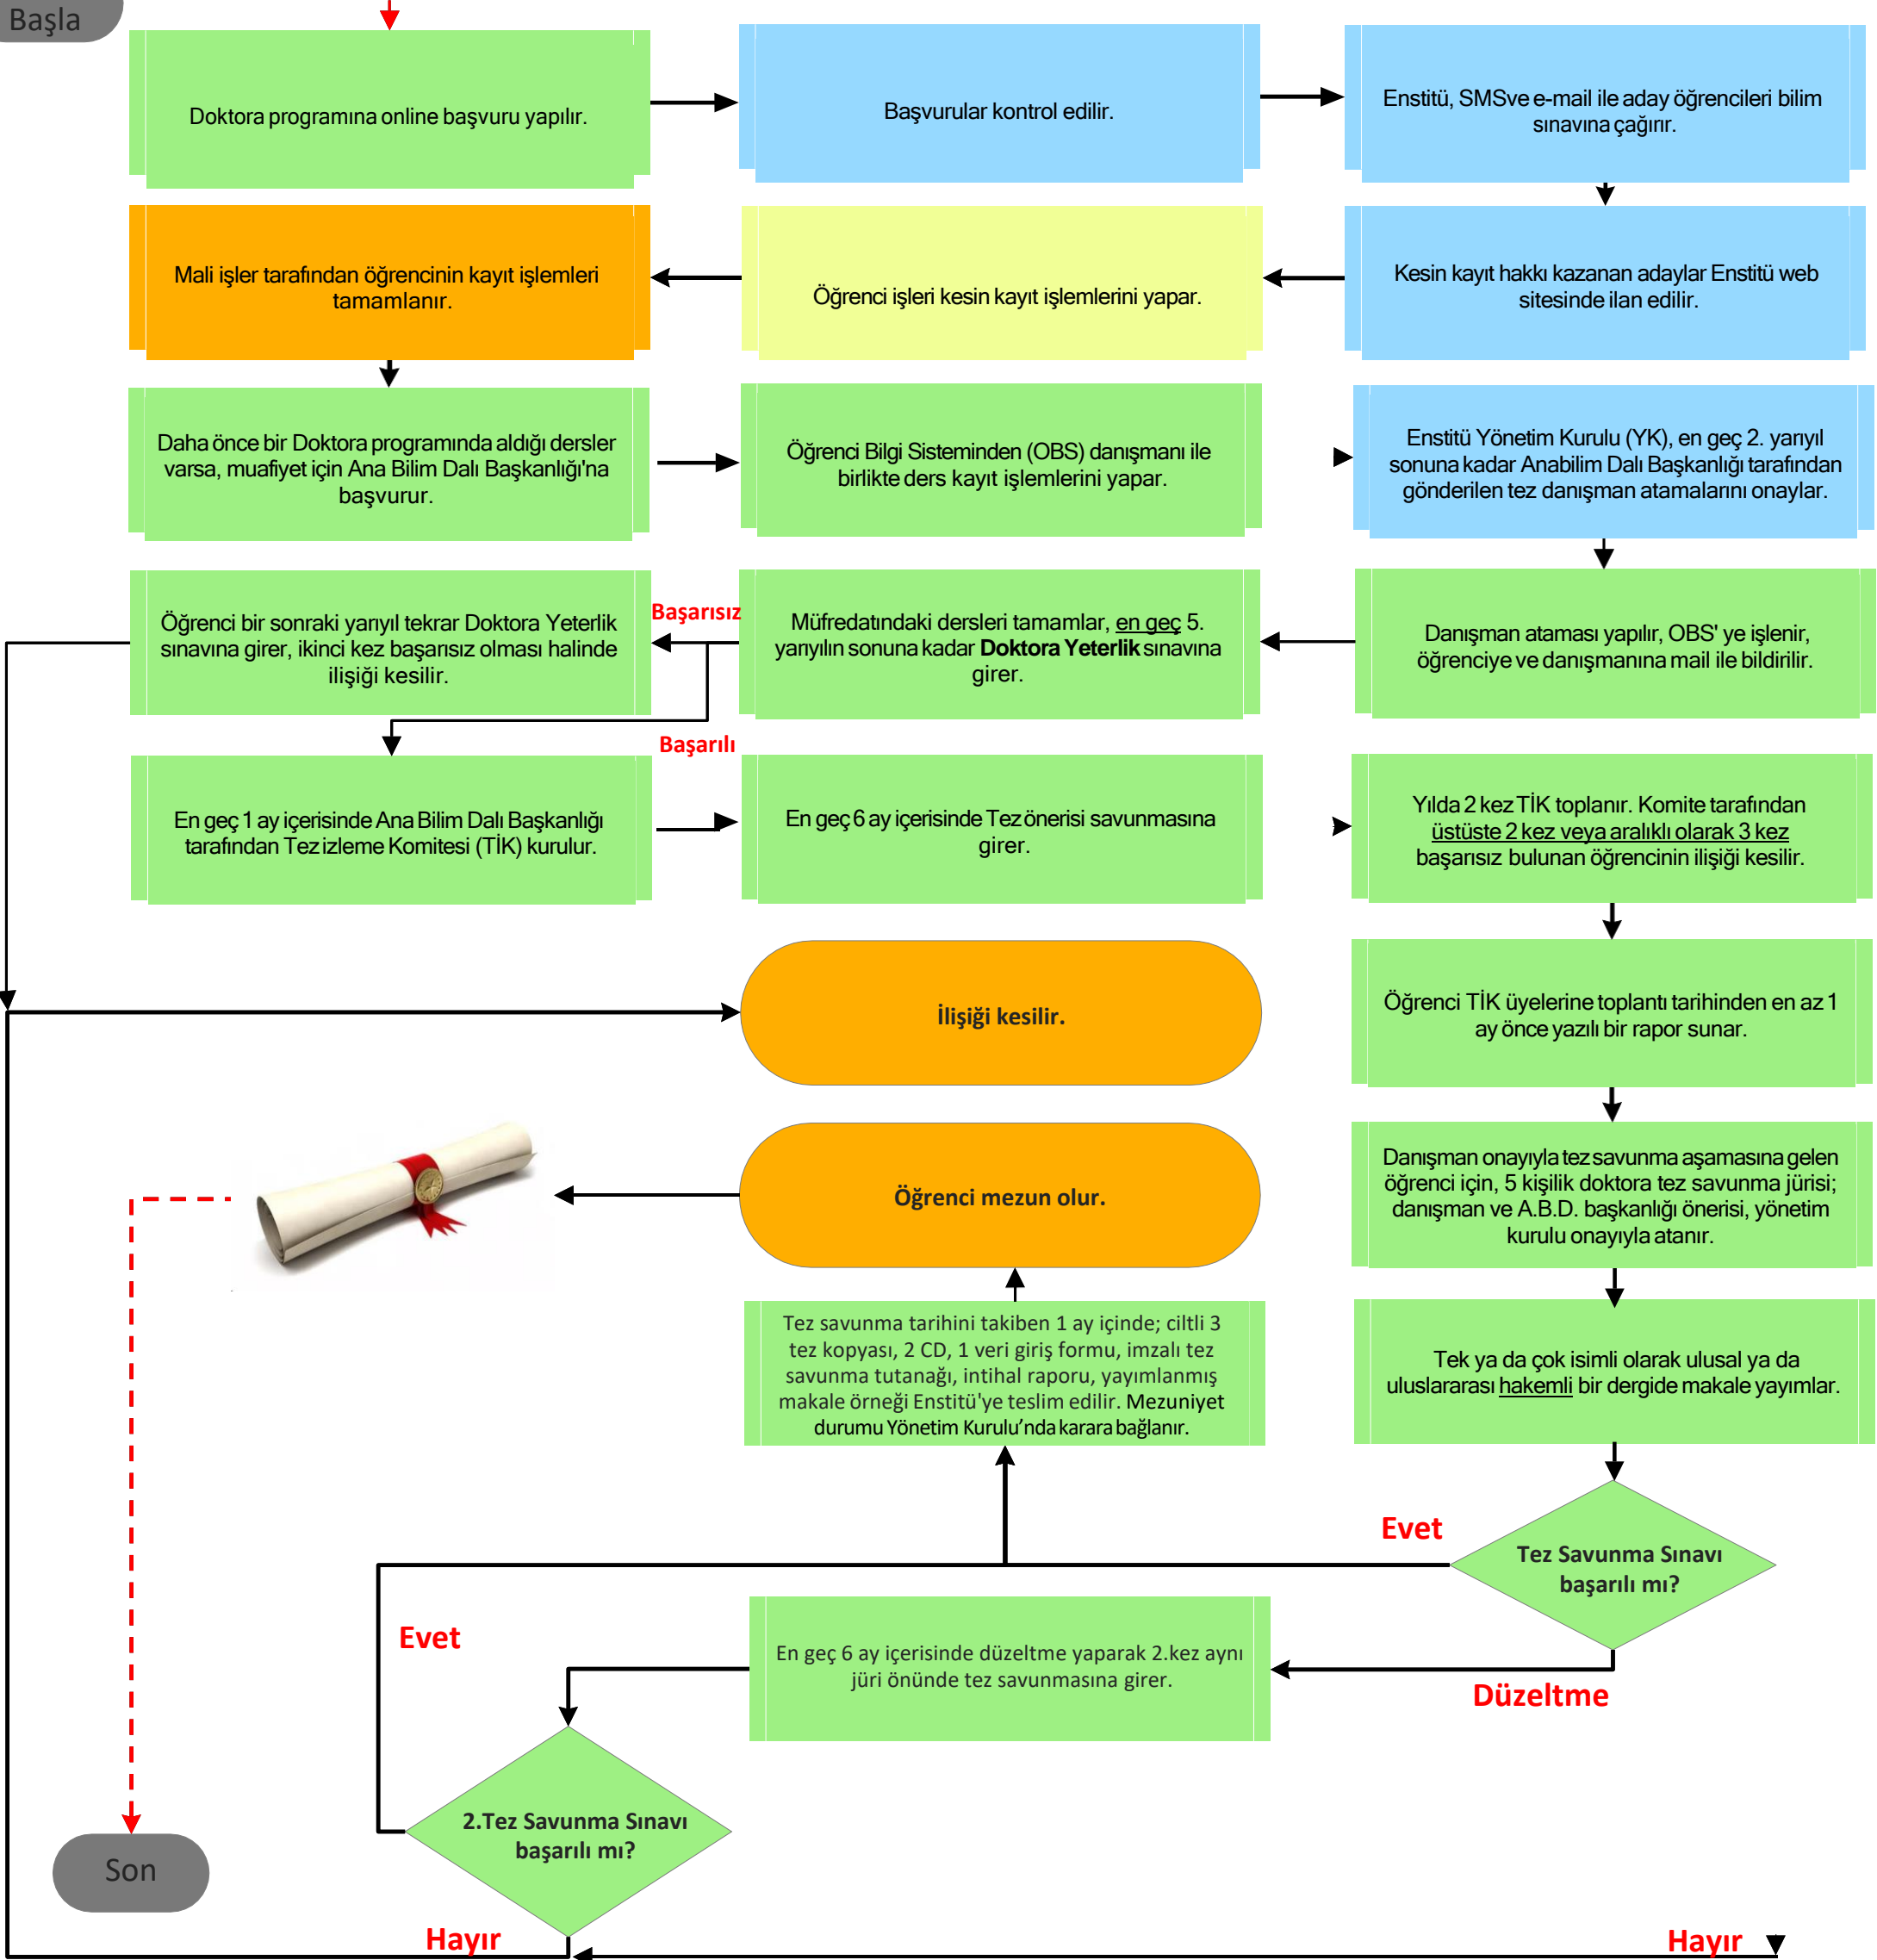 Başla
Doktora programına online başvuru yapılır.
Başvurular kontrol edilir.
Enstitü, SMSve e-mail ile aday öğrencileri bilim
sınavına çağırır.
Mali işler tarafından öğrencinin kayıt işlemleri
tamamlanır.
Öğrenci işleri kesin kayıt işlemlerini yapar.
Kesin kayıt hakkı kazanan adaylar Enstitü web
sitesinde ilan edilir.
Daha önce bir Doktora programında aldığı dersler
varsa, muafiyet için Ana Bilim Dalı Başkanlığı'na
başvurur.
Öğrenci Bilgi Sisteminden (OBS) danışmanı ile
birlikte ders kayıt işlemlerini yapar.
Enstitü Yönetim Kurulu (YK), en geç 2. yarıyıl
sonuna kadar Anabilim Dalı Başkanlığı tarafından
gönderilen tez danışman atamalarını onaylar.
Öğrenci bir sonraki yarıyıl tekrar Doktora Yeterlik
sınavına girer, ikinci kez başarısız olması halinde
ilişiği kesilir.
Başarısız
Müfredatındaki dersleri tamamlar, en geç 5.
yarıyılin sonuna kadar Doktora Yeterlik sınavına
girer.
Danışman ataması yapılır, OBS' ye işlenir,
öğrenciye ve danışmanına mail ile bildirilir.
Başarılı
En geç 1 ay içerisinde Ana Bilim Dalı Başkanlığı
tarafından Tez izleme Komitesi (TİK) kurulur.
En geç 6 ay içerisinde Tez önerisi savunmasına
girer.
Yılda 2 kez TİK toplanır. Komite tarafından
üstüste 2 kez veya aralıklı olarak 3 kez
başarısız bulunan öğrencinin ilişiği kesilir.
İlişiği kesilir.
Öğrenci TİK üyelerine toplantı tarihinden en az 1
ay önce yazılı bir rapor sunar.
Öğrenci mezun olur.
Danışman onayıyla tez savunma aşamasına gelen
öğrenci için, 5 kişilik doktora tez savunma jürisi;
danışman ve A.B.D. başkanlığı önerisi, yönetim
kurulu onayıyla atanır.
Tez savunma tarihini takiben 1 ay içinde; ciltli 3
tez kopyası, 2 CD, 1 veri giriş formu, imzalı tez
savunma tutanağı, intihal raporu, yayımlanmış
makale örneği Enstitü'ye teslim edilir. Mezuniyet
durumu Yönetim Kurulu'nda karara bağlanır.
Tek ya da çok isimli olarak ulusal ya da
uluslararası hakemli bir dergide makale yayımlar.
Evet
Tez Savunma Sınavı
başarılı mı?
Evet
En geç 6 ay içerisinde düzeltme yaparak 2.kez aynı
jüri önünde tez savunmasına girer.
Düzeltme
2.Tez Savunma Sınavı
başarılı mı?
Son
Hayır
Hayır